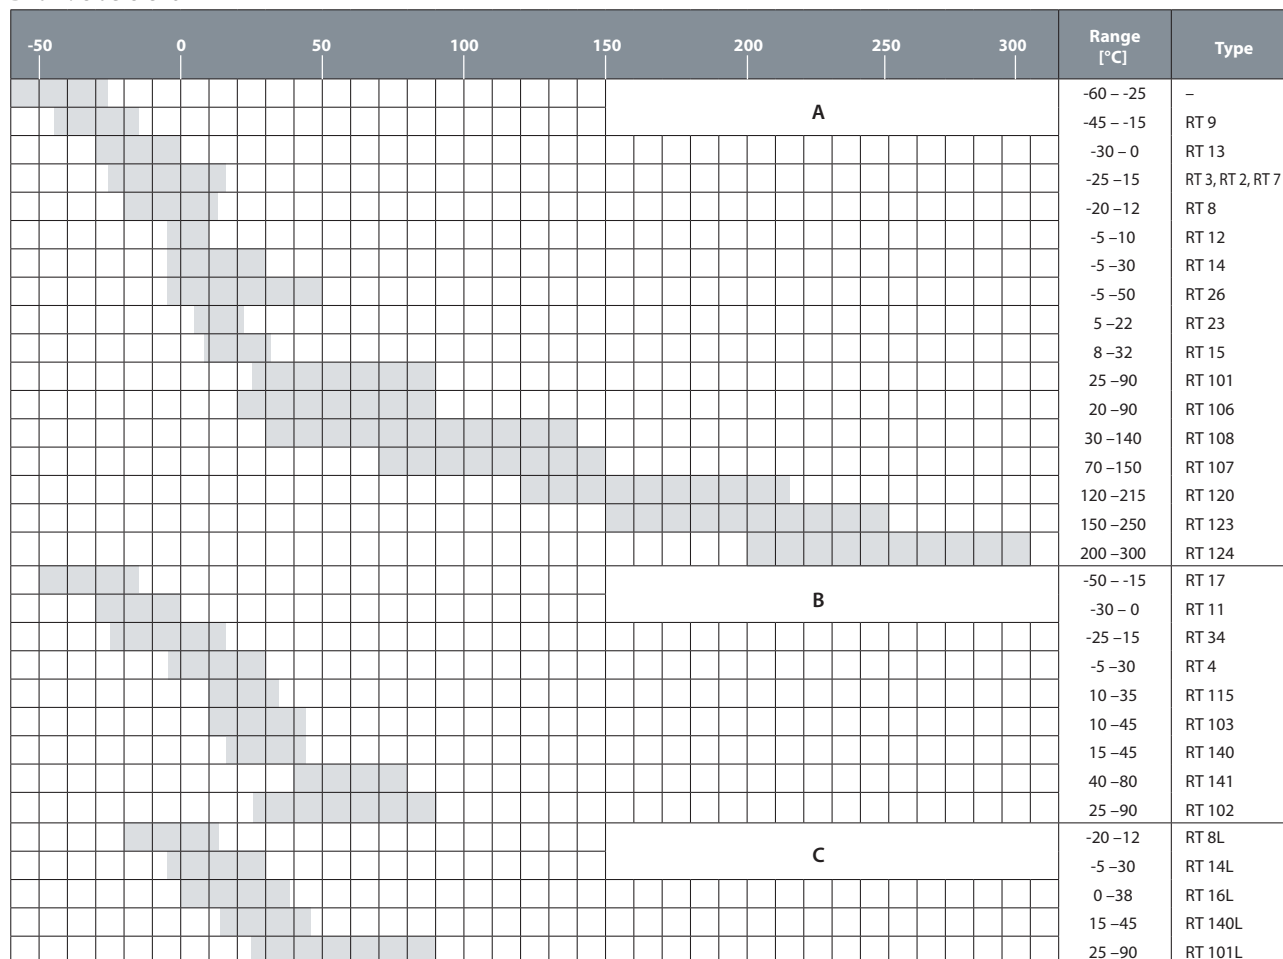 -50 0 50 100 150 200 250 300 Range [°C] Type
A
-60 – -25 –
-45 – -15 RT 9
-30 – 0 RT 13
-25 –15 RT 3, RT 2, RT 7
-20 –12 RT 8
-5 –10 RT 12
-5 –30 RT 14
-5 –50 RT 26
5 –22 RT 23
8 –32 RT 15
25 –90 RT 101
20 –90 RT 106
30 –140 RT 108
70 –150 RT 107
120 –215 RT 120
150 –250 RT 123
200 –300 RT 124
B
-50 – -15 RT 17
-30 – 0 RT 11
-25 –15 RT 34
-5 –30 RT 4
10 –35 RT 115
10 –45 RT 103
15 –45 RT 140
40 –80 RT 141
25 –90 RT 102
C
-20 –12 RT 8L
-5 –30 RT 14L
0 –38 RT 16L
15 –45 RT 140L
25 –90 RT 101L